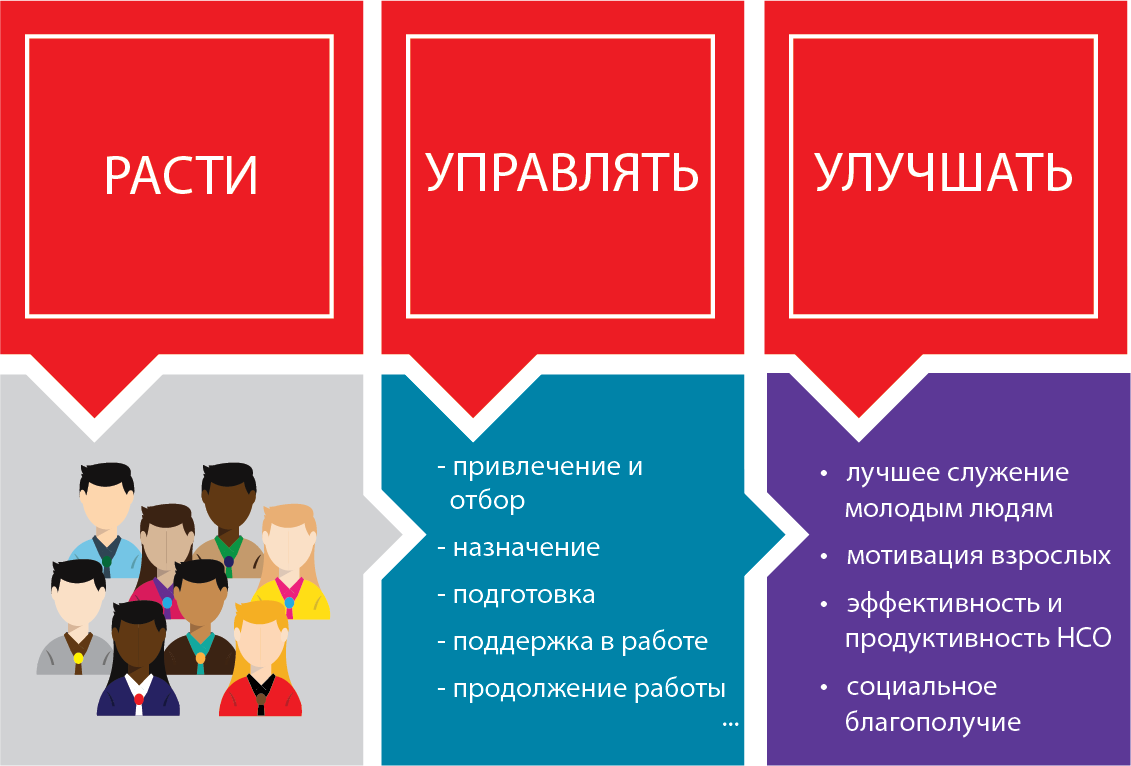 РАСТИ
УПРАВЛЯТЬ
УЛУЧШАТЬ
- привлечение и
отбор
- назначение
- подготовка
- поддержка в работе
- продолжение работы
...
• лучшее служение
молодым людям
• мотивация взрослых
• эффективность и
продуктивность НСО
• социальное
благополучие